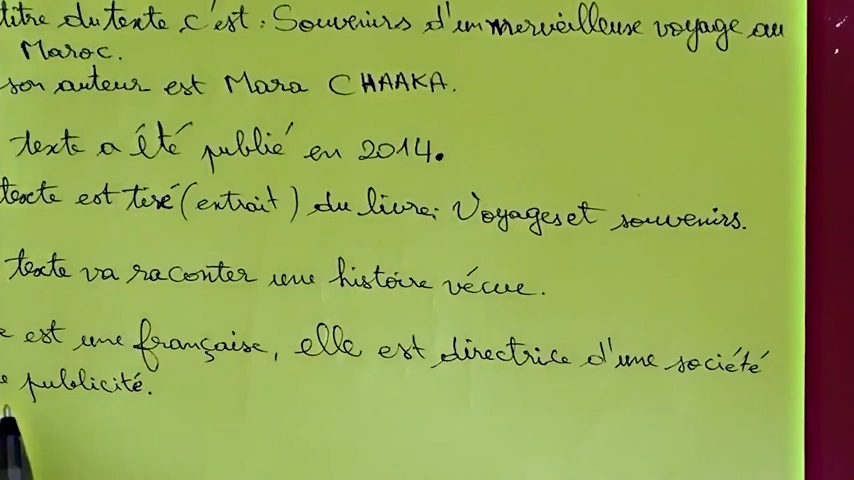 titre du texte c'est : Souvenirs d'un merveilleuse voyage au
Maroc.
son auteur est Mara CHAAKA.
texte a été publié en 2014.
texte est tiré (extrait) du livre: Voyages et souvenirs.
texte va raconter une histoire vécue.
est une française, elle est directrice d'une société
publicité.